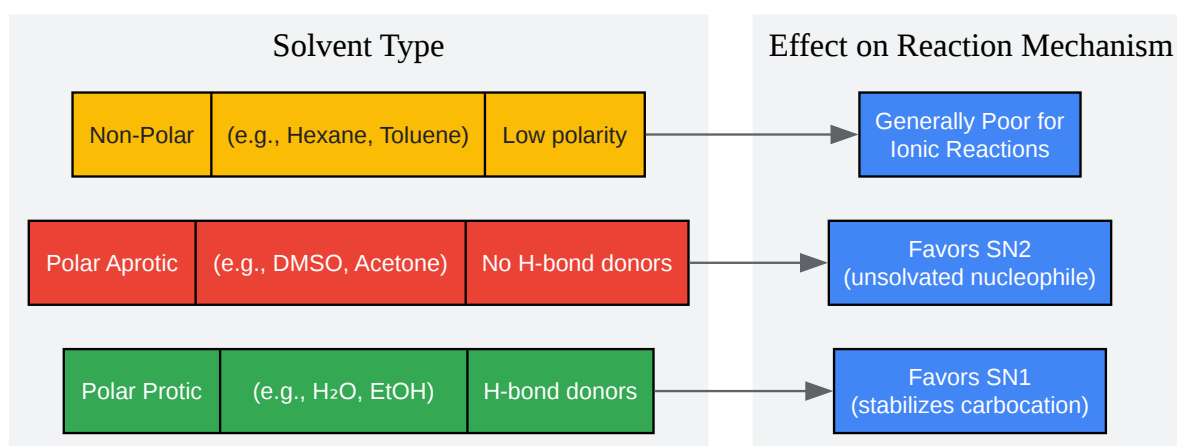 Solvent Type
Effect on Reaction Mechanism
Non-Polar
(e.g., Hexane, Toluene)
Low polarity
Generally Poor for
Ionic Reactions
Polar Aprotic
(e.g., DMSO, Acetone)
No H-bond donors
Favors SN2
(unsolvated nucleophile)
Polar Protic
(e.g., H₂O, EtOH)
H-bond donors
Favors SN1
(stabilizes carbocation)